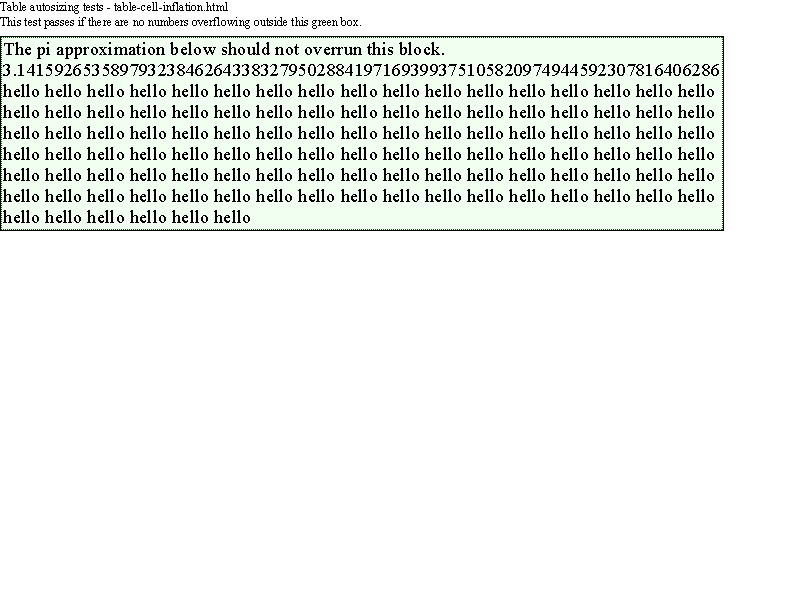 Table autosizing tests - table-cell-inflation.html
This test passes if there are no numbers overflowing outside this green box.
The pi approximation below should not overrun this block.
3.141592653589793238462643383279502884197169399375105820974944592307816406286
hello hello hello hello hello hello hello hello hello hello hello hello hello hello hello hello hello
hello hello hello hello hello hello hello hello hello hello hello hello hello hello hello hello hello
hello hello hello hello hello hello hello hello hello hello hello hello hello hello hello hello hello
hello hello hello hello hello hello hello hello hello hello hello hello hello hello hello hello hello
hello hello hello hello hello hello hello hello hello hello hello hello hello hello hello hello hello
hello hello hello hello hello hello hello hello hello hello hello hello hello hello hello hello hello
hello hello hello hello hello hello